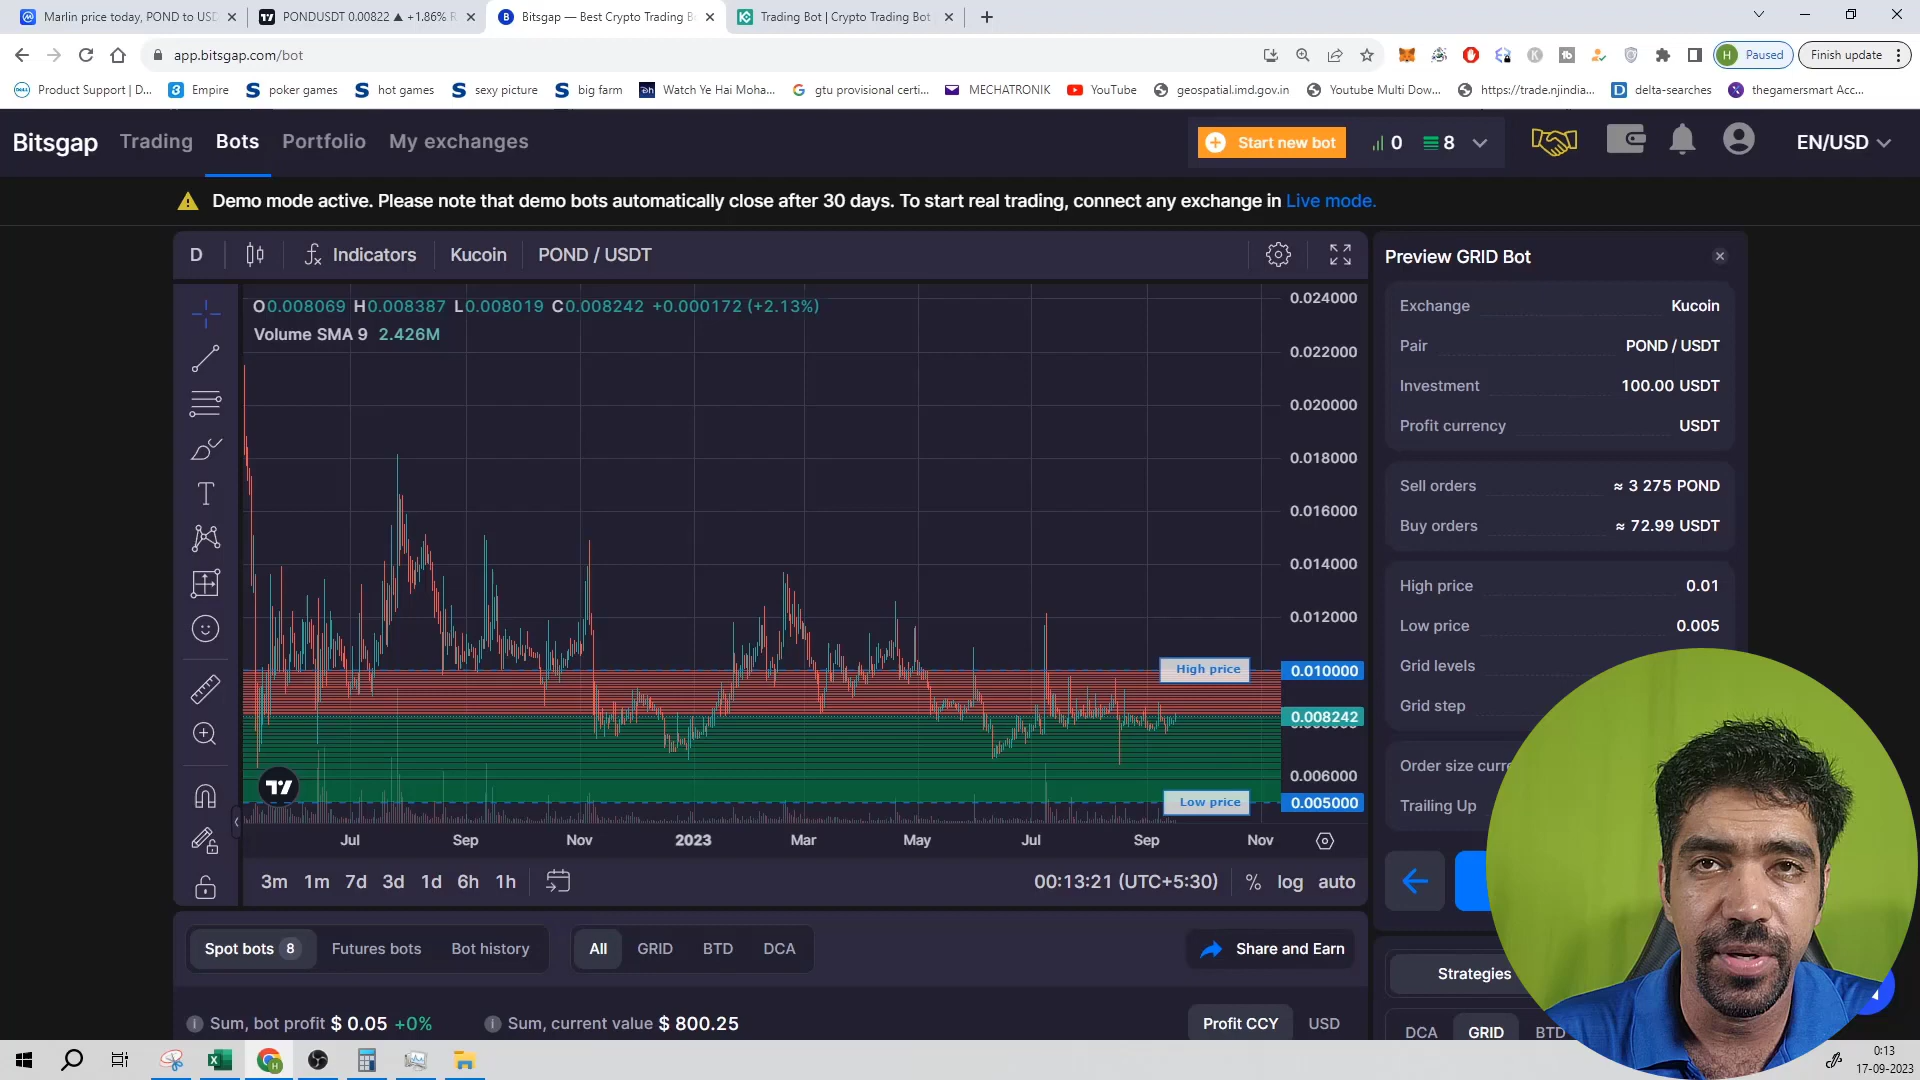 Marlin price today, POND to USD
PONDUSDT 0.00822 ▲ +1.86% R
Bitsgap — Best Crypto Trading B
Trading Bot | Crypto Trading Bot
app.bitsgap.com/bot
H Paused
Finish update
Product Support | D...
Empire
poker games
hot games
sexy picture
big farm
Watch Ye Hai Moha...
gtu provisional certi...
MECHATRONIK
YouTube
geospatial.imd.gov.in
Youtube Multi Dow...
https://trade.njindia...
delta-searches
thegamersmart Acc...
Bitsgap
Trading
Bots
Portfolio
My exchanges
Start new bot
0
8
EN/USD
Demo mode active. Please note that demo bots automatically close after 30 days. To start real trading, connect any exchange in Live mode.
D
Indicators
Kucoin
POND / USDT
O0.008069 H0.008387 L0.008019 C0.008242 +0.000172 (+2.13%)
Volume SMA 9 2.426M
0.024000
0.022000
0.020000
0.018000
0.016000
0.014000
0.012000
High price
0.010000
0.008242
0.006000
Low price
0.005000
Jul
Sep
Nov
2023
Mar
May
Jul
Sep
Nov
3m 1m 7d 3d 1d 6h 1h
00:13:21 (UTC+5:30)
% log auto
Preview GRID Bot
Exchange Kucoin
Pair POND / USDT
Investment 100.00 USDT
Profit currency USDT
Sell orders ≈ 3 275 POND
Buy orders ≈ 72.99 USDT
High price 0.01
Low price 0.005
Grid levels
Grid step
Order size curre
Trailing Up
Strategies
DCA GRID BTD
Spot bots 8
Futures bots
Bot history
All
GRID
BTD
DCA
Share and Earn
Sum, bot profit $ 0.05 +0%
Sum, current value $ 800.25
Profit CCY
USD
0:13
17-09-2023